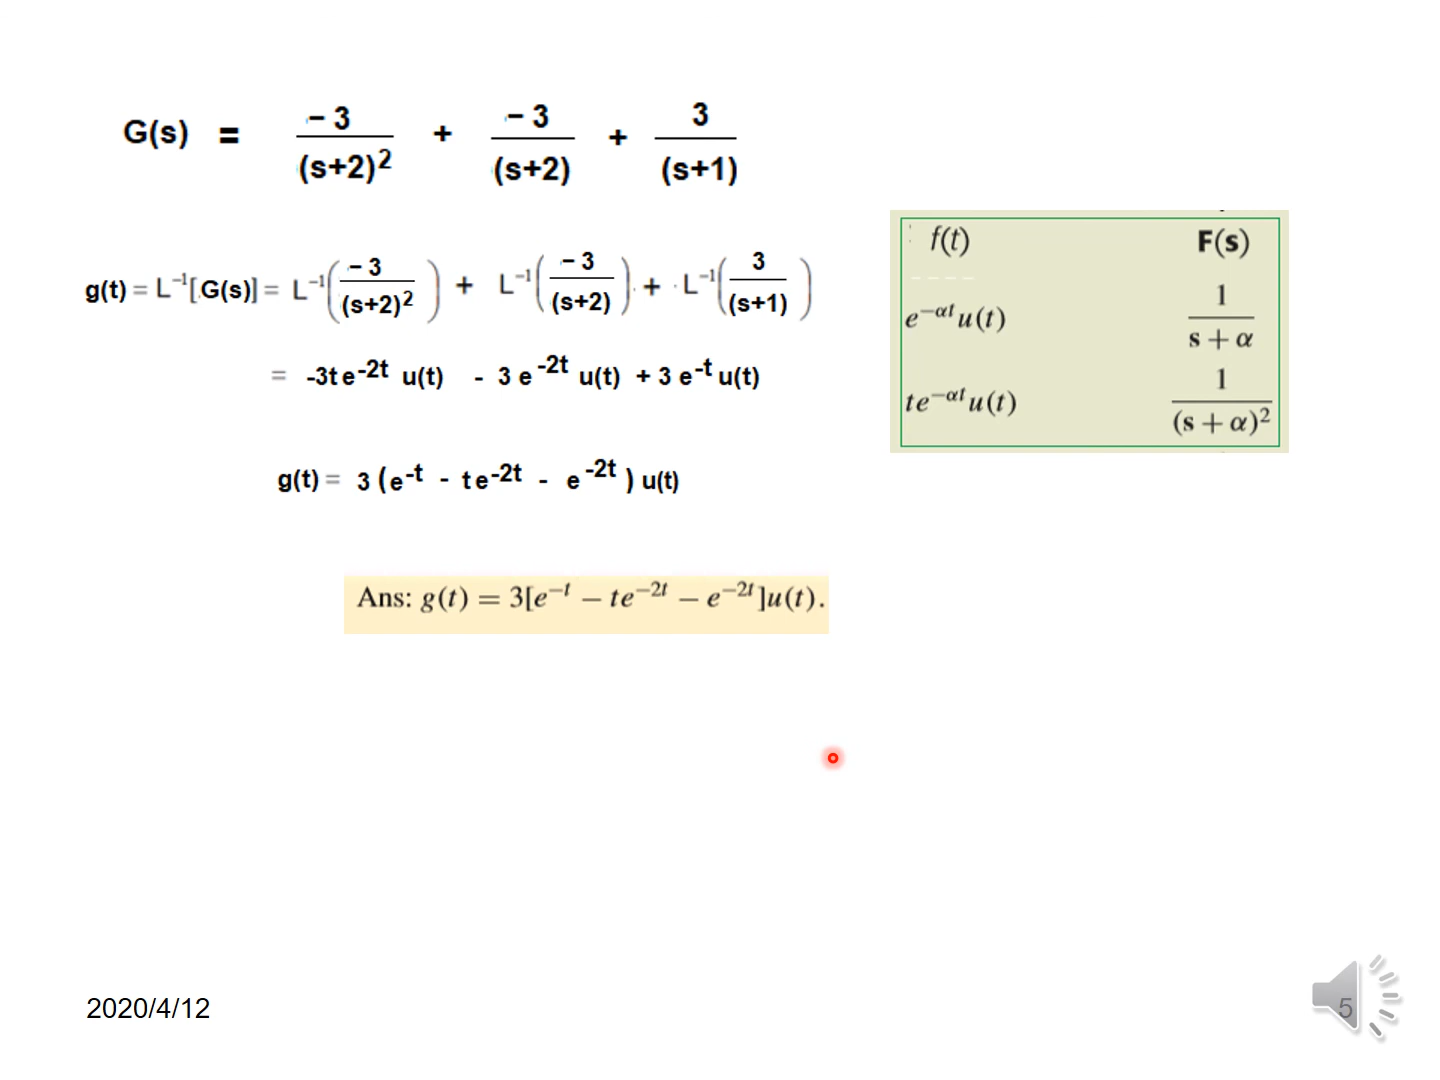 G(s) = − 3/(s+2)² + − 3/(s+2) + 3/(s+1)
g(t) = L⁻¹[G(s)] = L⁻¹(− 3/(s+2)²) + L⁻¹(− 3/(s+2)) + L⁻¹(3/(s+1))
= -3te^-2t u(t) - 3 e^-2t u(t) + 3 e^-t u(t)
g(t) = 3 (e^-t - te^-2t - e^-2t ) u(t)
Ans: g(t) = 3[e^−t − te^−2t − e^−2t]u(t).
f(t) F(s)
e^−αt u(t) 1/(s + α)
te^−αt u(t) 1/(s + α)²
2020/4/12
5